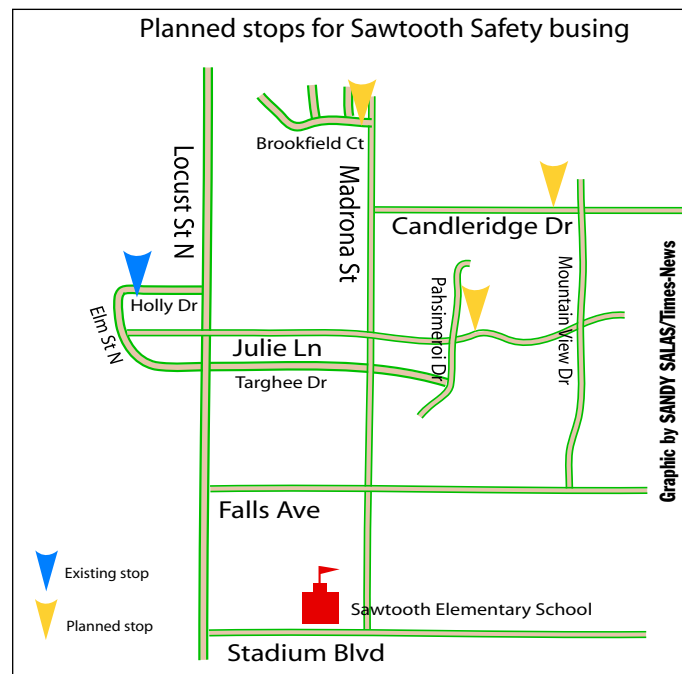 Planned stops for Sawtooth Safety busing
Brookfield Ct
Locust St N
Madrona St
Candleridge Dr
Holly Dr
Elm St N
Pahsimeroi Dr
Mountain View Dr
Julie Ln
Targhee Dr
Graphic by SANDY SALAS/Times-News
Falls Ave
Existing stop
Planned stop
Sawtooth Elementary School
Stadium Blvd